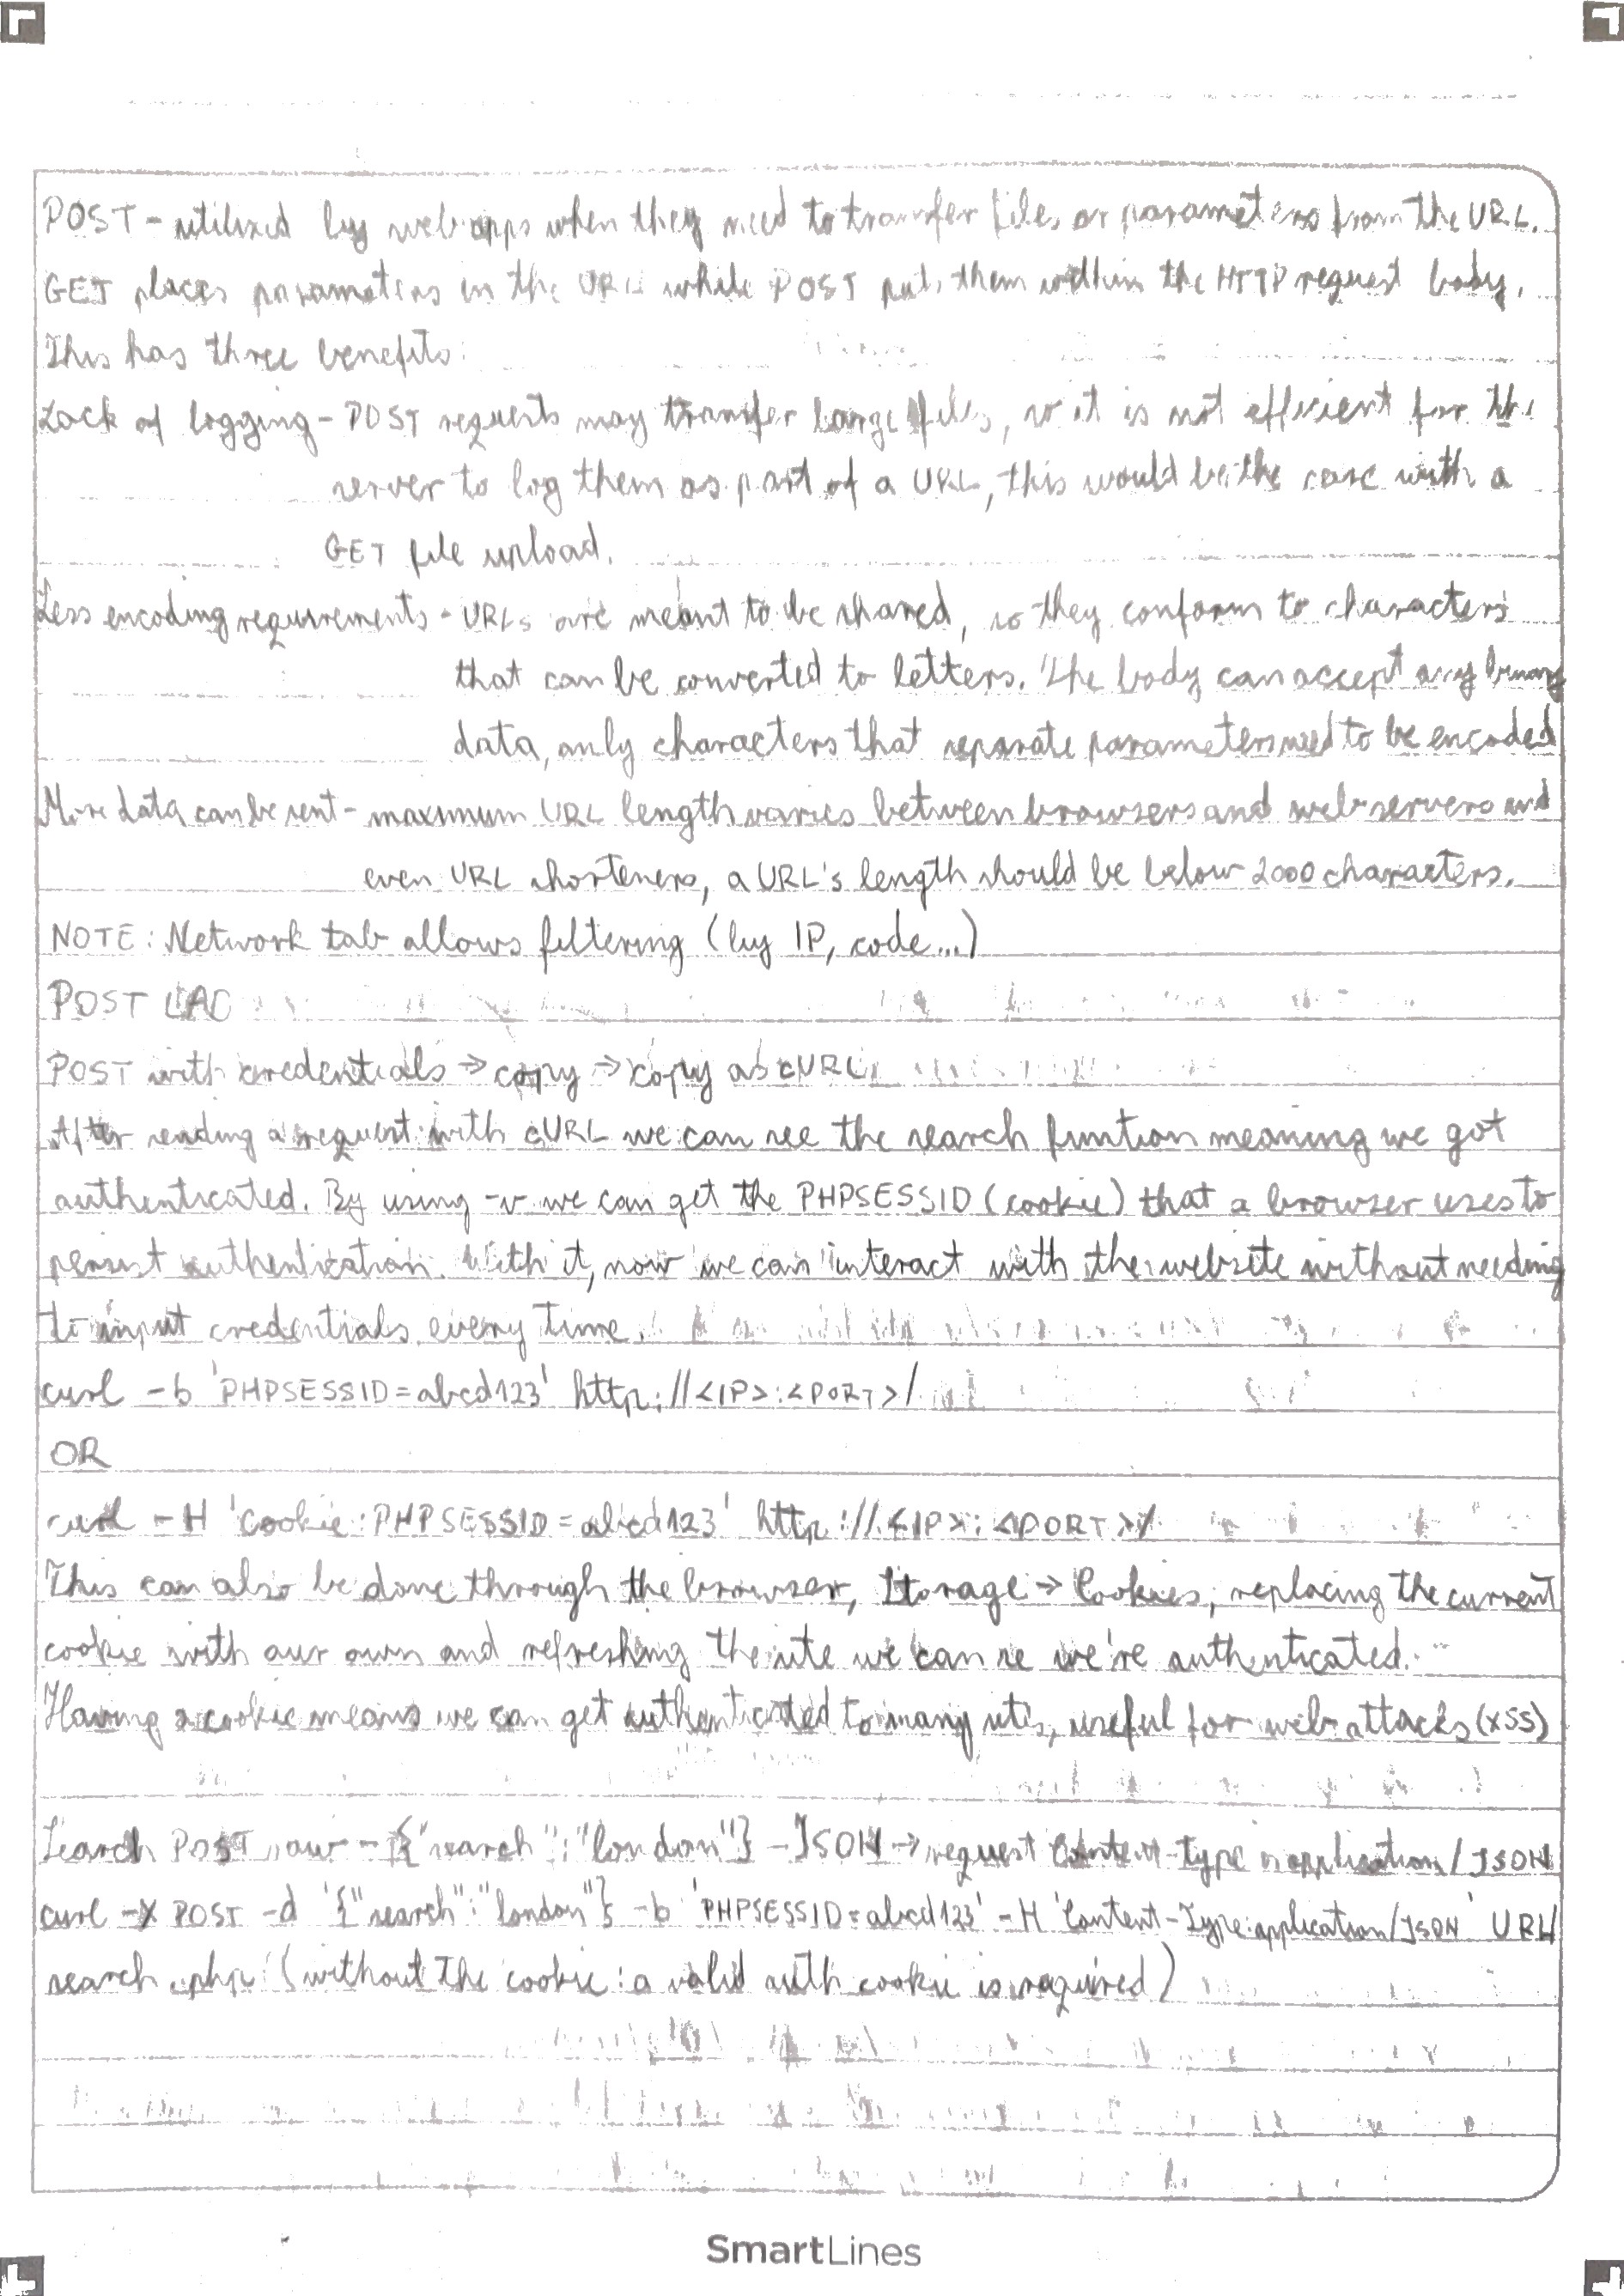 POST - utilized by web apps when they need to transfer files or parameters from the URL.
GET places parameters in the URL while POST puts them within the HTTP request body.
This has three benefits:
Lack of logging - POST requests may transfer large files, so it is not efficient for the
server to log them as part of a URL, this would be the case with a
GET file upload.
Less encoding requirements - URLs are meant to be shared, so they conform to characters
that can be converted to letters. The body can accept any binary
data, only characters that separate parameters need to be encoded
More data can be sent - maximum URL length varies between browsers and web servers and
even URL shorteners, a URL's length should be below 2000 characters.
NOTE: Network tab allows filtering (by IP, code...)
POST
POST with credentials → copy → copy as cURL
After sending a request with cURL we can see the search funtion meaning we got
authenticated. By using -v we can get the PHPSESSID (cookie) that a browser uses to
persist authentication. With it, now we can interact with the website without needing
to input credentials every time.
curl -b 'PHPSESSID=abcd123' http://<IP>:<PORT>/
OR
curl -H 'Cookie: PHPSESSID=abcd123' http://<IP>:<PORT>/
This can also be done through the browser, Storage → Cookies, replacing the current
cookie with our own and refreshing the site we can se we're authenticated.
Having a cookie means we can get authenticated to many sites, useful for web attacks (XSS)
Search POST raw - {"search":"london"} - JSON → request Content-type is application/JSON
curl -X POST -d '{"search":"london"} -b 'PHPSESSID=abcd123' -H 'Content-Type: application/JSON' URL/
search.php (without the cookie: a valid auth cookie is required)
SmartLines